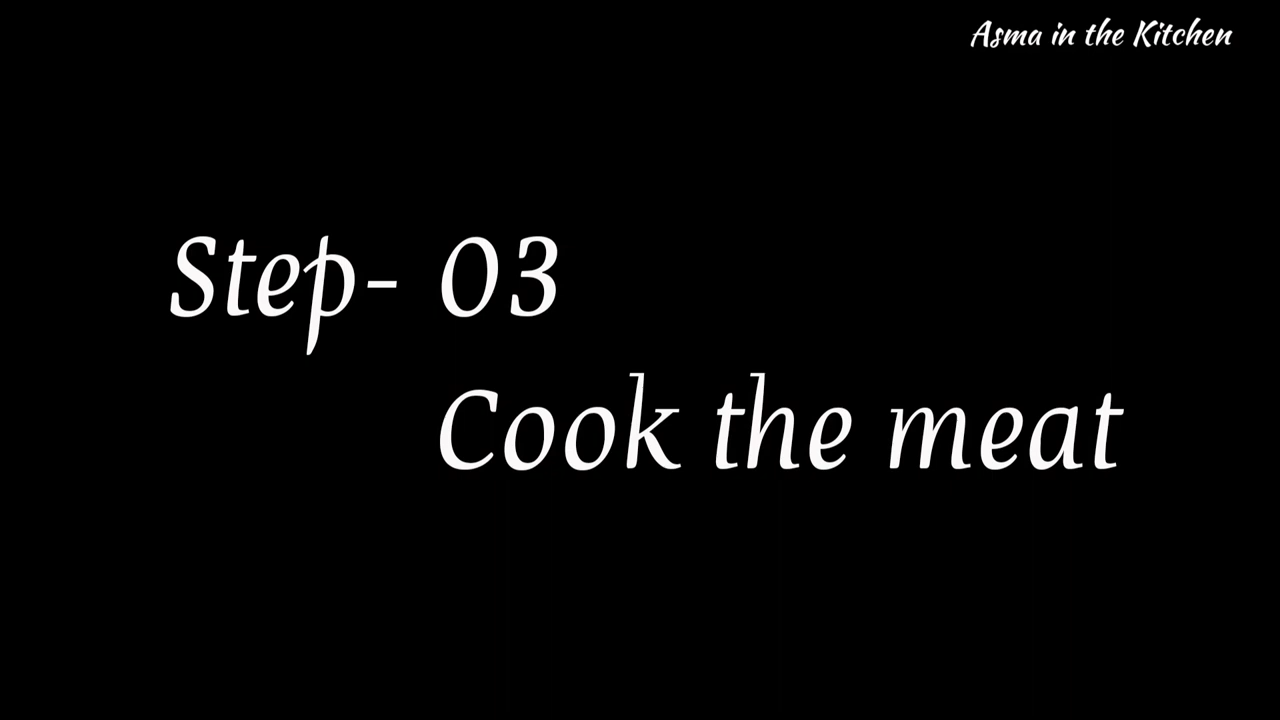 Asma in the Kitchen
Step- 03
Cook the meat